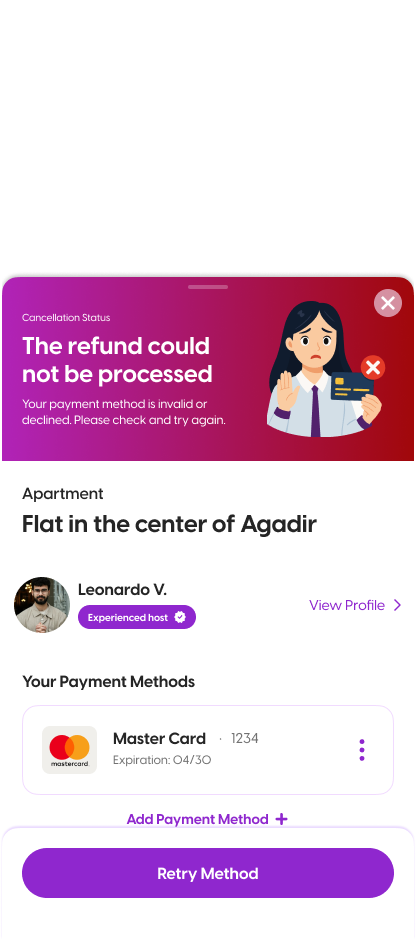 Cancellation Status
The refund could
not be processed
Your payment method is invalid or
declined. Please check and try again.
Apartment
Flat in the center of Agadir
Leonardo V.
Experienced host
View Profile
Your Payment Methods
mastercard
Master Card · 1234
Expiration: 04/30
Add Payment Method +
Retry Method